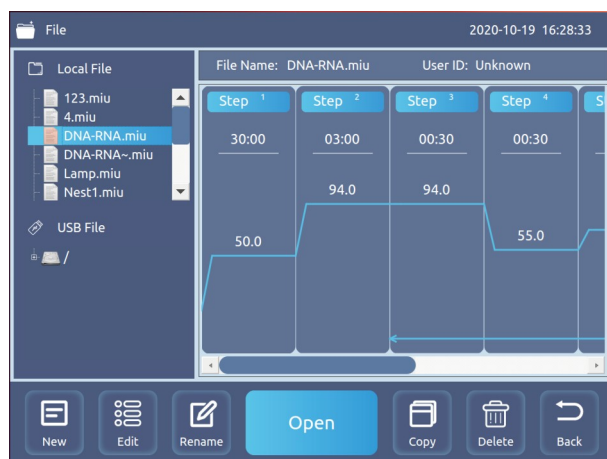 File
2020-10-19 16:28:33
Local File
123.miu
4.miu
DNA-RNA.miu
DNA-RNA~.miu
Lamp.miu
Nest1.miu
USB File
/
File Name: DNA-RNA.miu User ID: Unknown
Step 1 Step 2 Step 3 Step 4 S
30:00 03:00 00:30 00:30
94.0 94.0
50.0 55.0
New Edit Rename Open Copy Delete Back